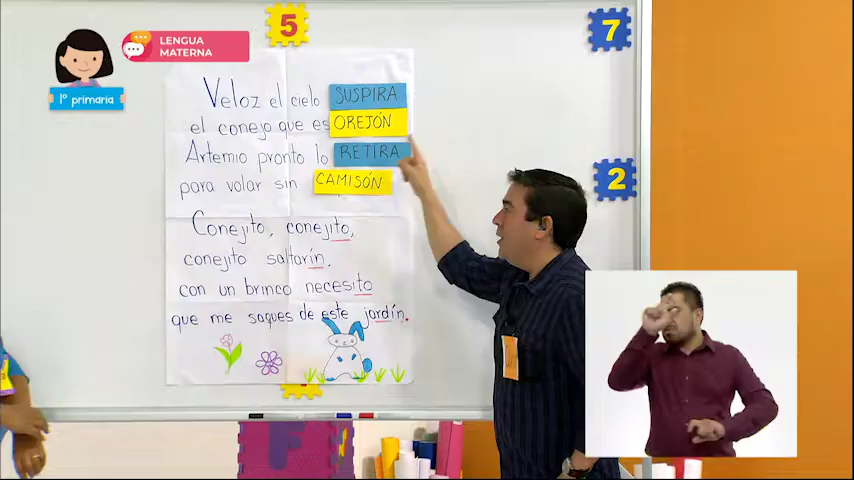 LENGUA
MATERNA
1º primaria
5
7
2
Veloz el cielo SUSPIRA
el conejo que es OREJÓN
Artemio pronto lo RETIRA
para volar sin CAMISÓN
Conejito, conejito,
conejito saltarín,
con un brinco necesito
que me saques de este jardín.